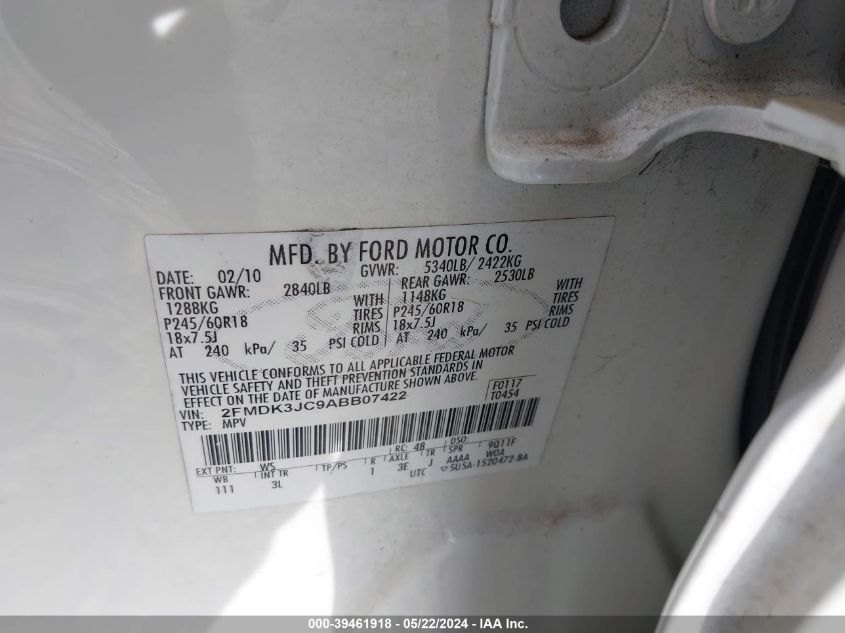 MFD. BY FORD MOTOR CO.
DATE: 02/10 GVWR: 5340LB/ 2422KG
FRONT GAWR: 2840LB REAR GAWR: 2530LB
1288KG WITH 1148KG WITH
P245/60R18 TIRES P245/60R18 TIRES
18x7.5J RIMS 18x7.5J RIMS
AT 240 kPa/ 35 PSI COLD AT 240 kPa/ 35 PSI COLD
THIS VEHICLE CONFORMS TO ALL APPLICABLE FEDERAL MOTOR
VEHICLE SAFETY AND THEFT PREVENTION STANDARDS IN
EFFECT ON THE DATE OF MANUFACTURE SHOWN ABOVE.
VIN: 2FMDK3JC9ABB07422 F0117
TYPE: MPV T0454
EXT PNT: WS RC: 48 DSO:
WB INT TR TP/PS R AXLE TR SPR 9Q11F
111 3L 1 3E J AAAA W0A
UTC 5U5A-1520472-BA
000-39461918 - 05/22/2024 - IAA Inc.